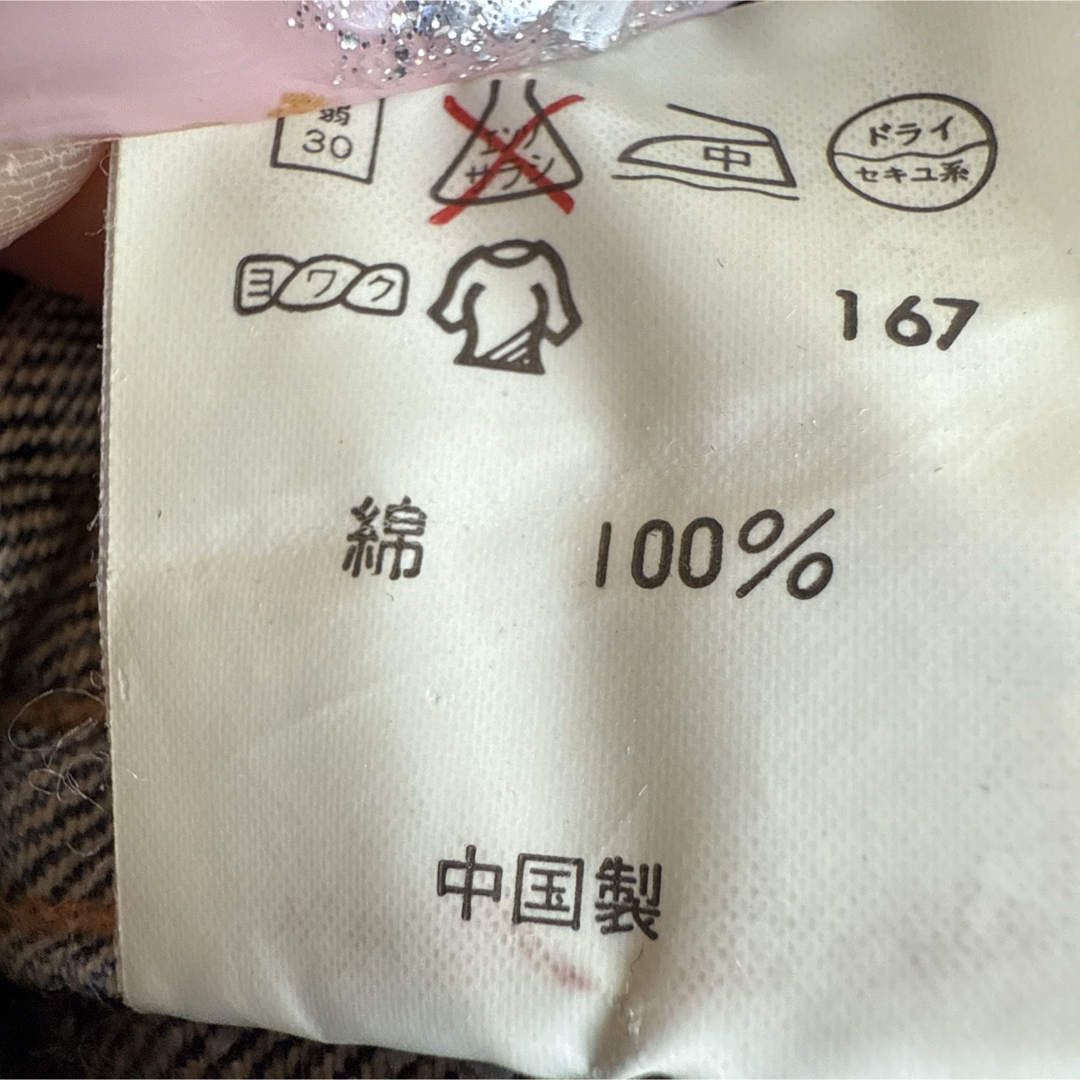 弱
30
エンソ
サラシ
中
ドライ
セキユ系
ヨワク
167
綿 100%
中国製